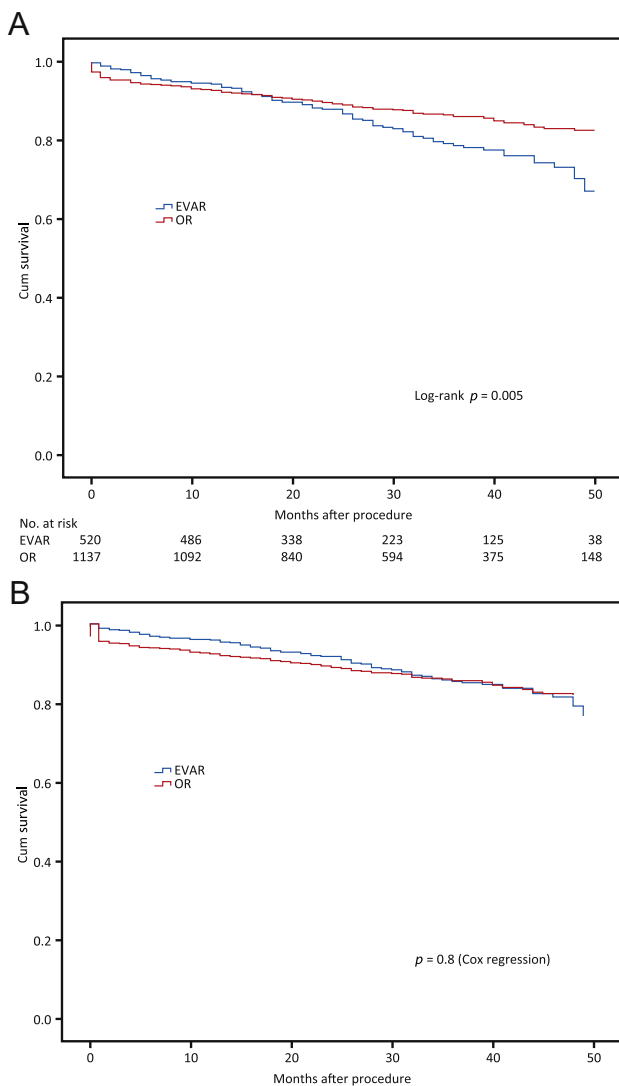 A
1.0
0.8
0.6
0.4
0.2
0.0
Cum survival
EVAR
OR
Log-rank p = 0.005
0 10 20 30 40 50
Months after procedure
No. at risk
EVAR 520 486 338 223 125 38
OR 1137 1092 840 594 375 148
B
1.0
0.8
0.6
0.4
0.2
0.0
Cum survival
EVAR
OR
p = 0.8 (Cox regression)
0 10 20 30 40 50
Months after procedure